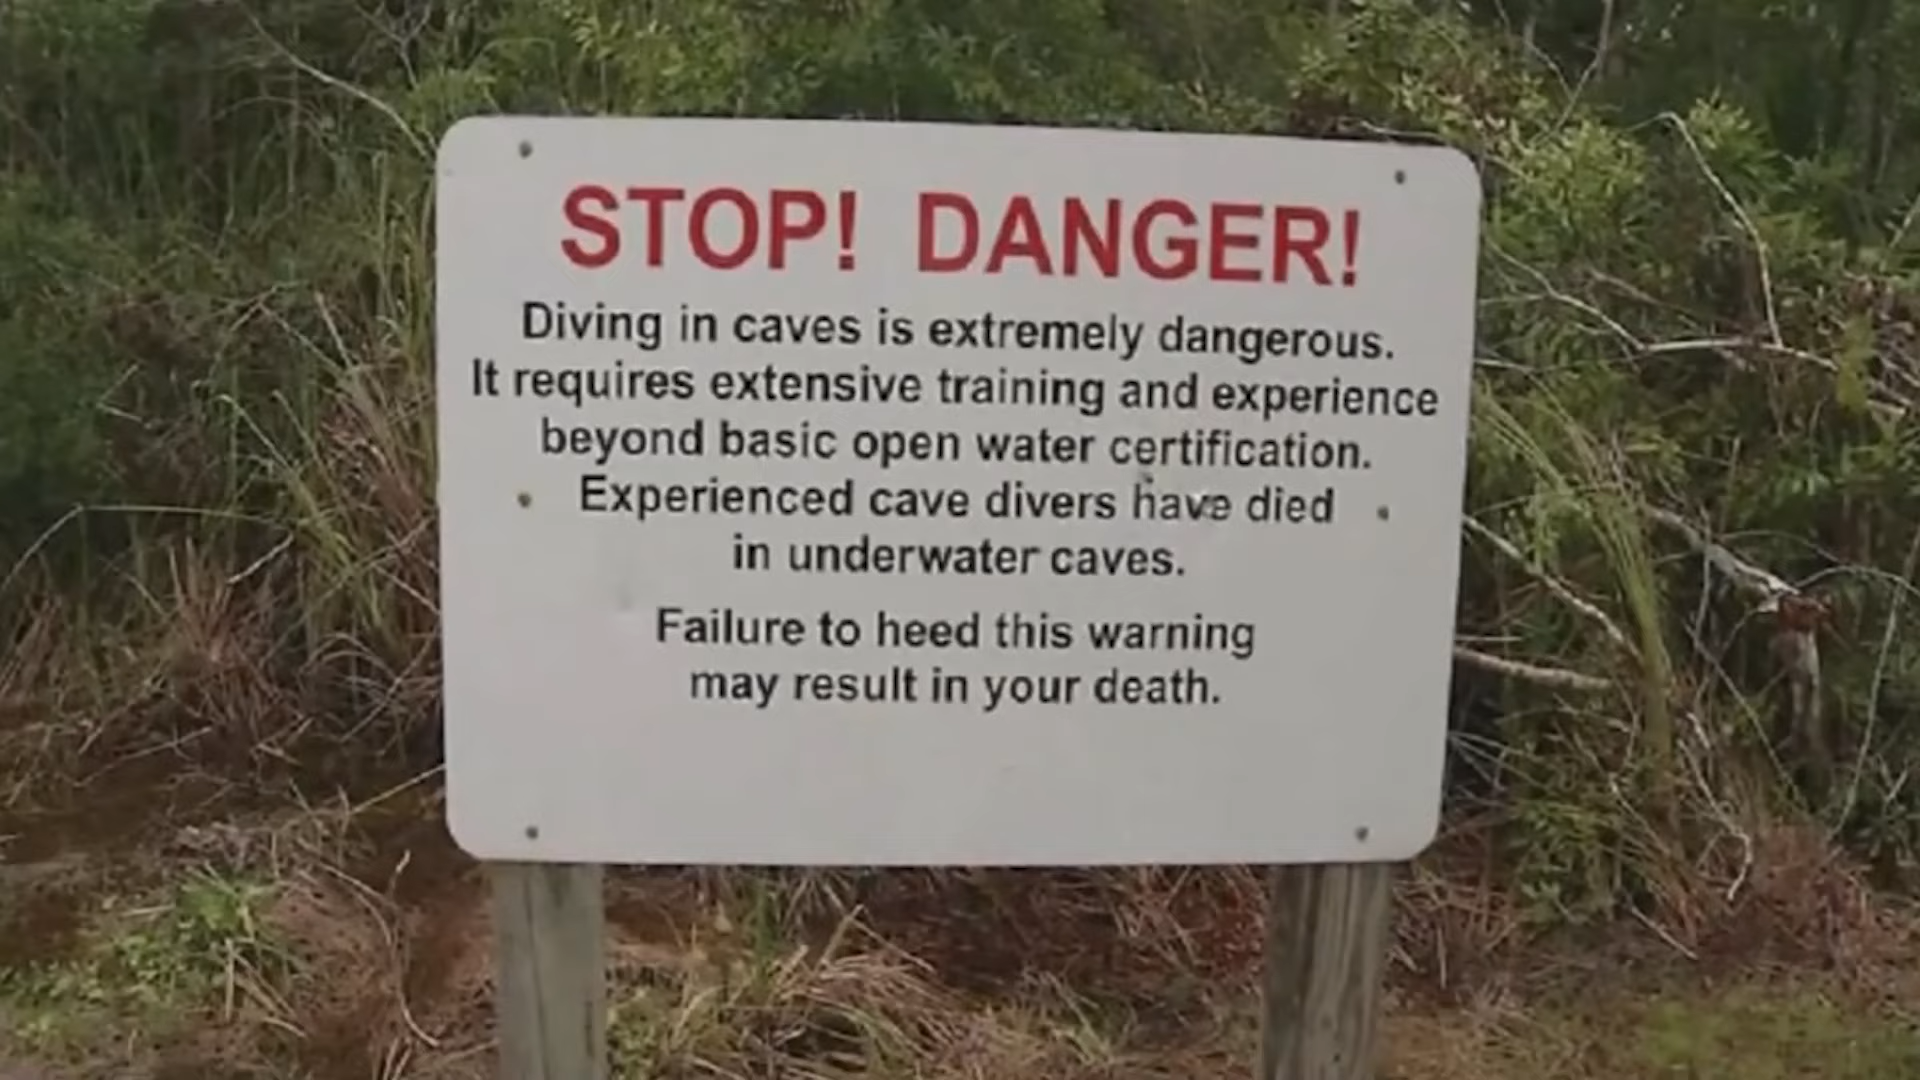 STOP! DANGER!
Diving in caves is extremely dangerous.
It requires extensive training and experience
beyond basic open water certification.
Experienced cave divers have died
in underwater caves.
Failure to heed this warning
may result in your death.